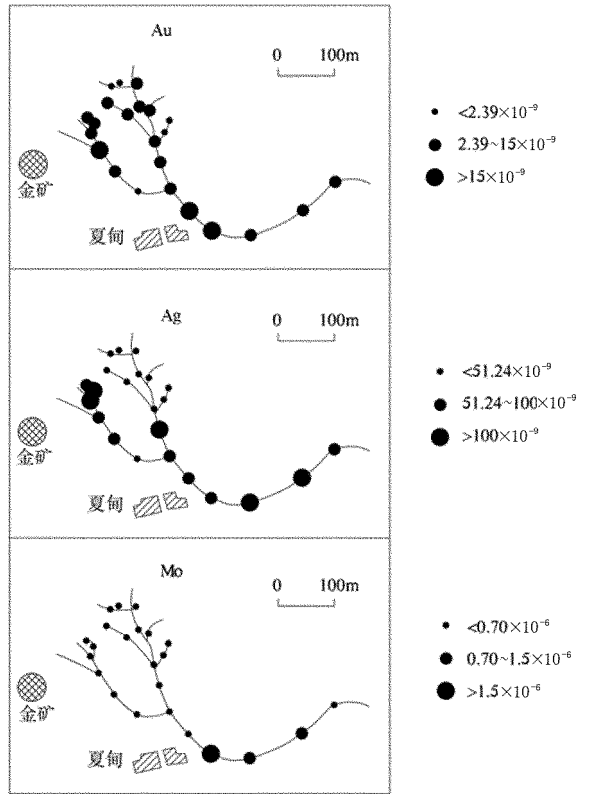 Au
0 100m
<2.39×10⁻⁹
2.39~15×10⁻⁹
>15×10⁻⁹
金矿
夏甸
Ag
0 100m
<51.24×10⁻⁹
51.24~100×10⁻⁹
>100×10⁻⁹
金矿
夏甸
Mo
0 100m
<0.70×10⁻⁶
0.70~1.5×10⁻⁶
>1.5×10⁻⁶
金矿
夏甸